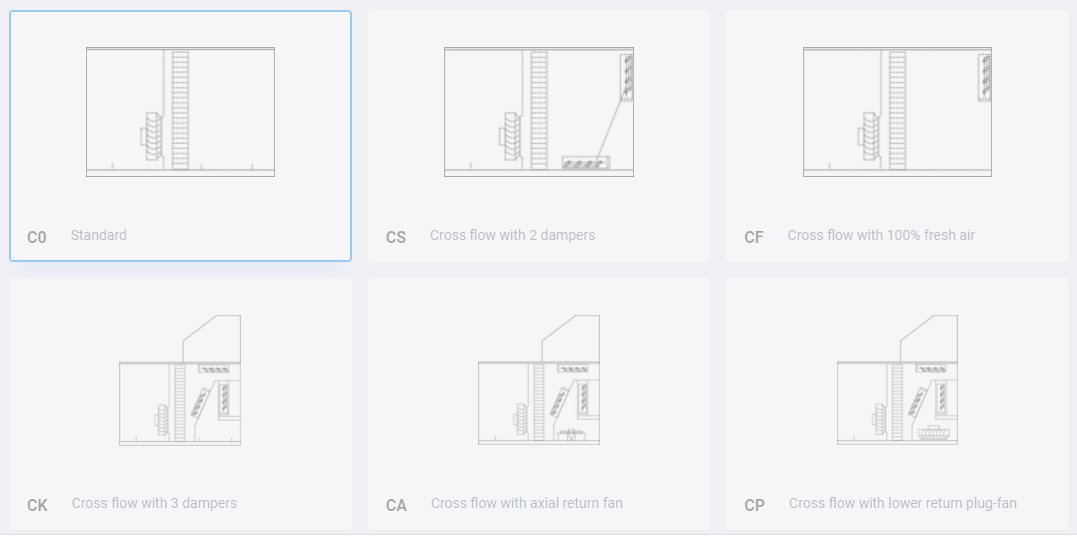 C0 Standard
CS Cross flow with 2 dampers
CF Cross flow with 100% fresh air
CK Cross flow with 3 dampers
CA Cross flow with axial return fan
CP Cross flow with lower return plug-fan